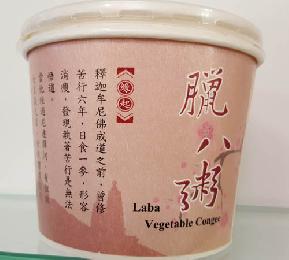 臘八粥
Laba
Vegetable Congee
緣起
釋迦牟尼佛成道之前，曾修
苦行六年，日食一麥，形容
消瘦，發現執著苦行是無法
悟道，